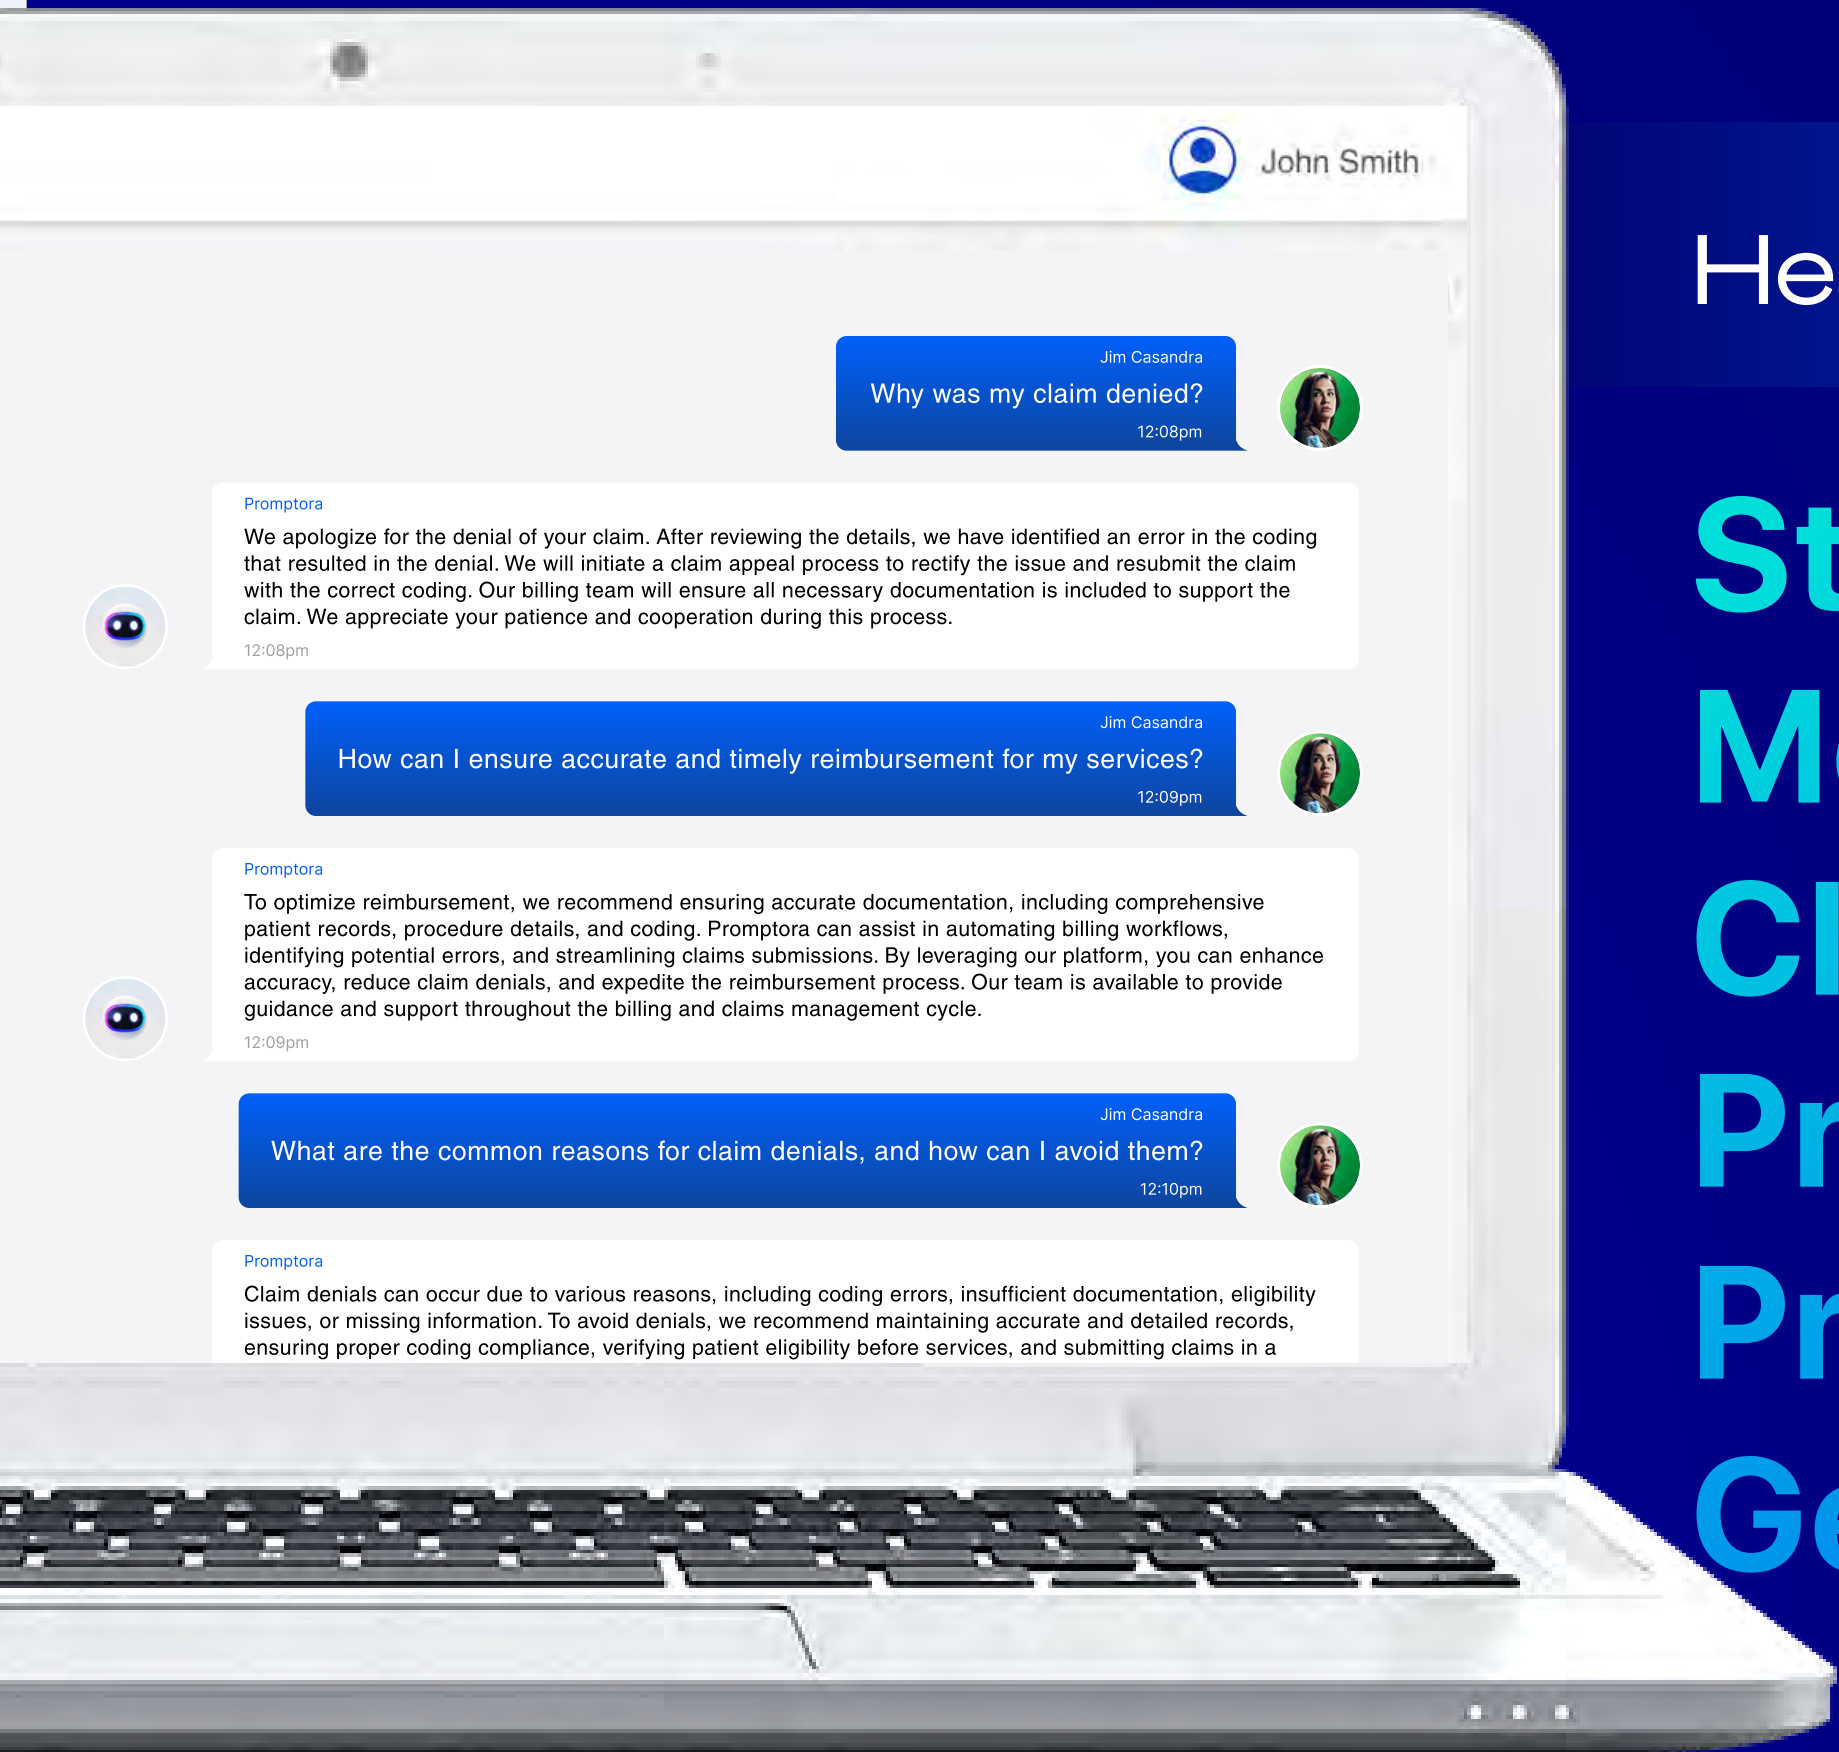 John Smith
Jim Casandra
Why was my claim denied?
12:08pm
Promptora
We apologize for the denial of your claim. After reviewing the details, we have identified an error in the coding
that resulted in the denial. We will initiate a claim appeal process to rectify the issue and resubmit the claim
with the correct coding. Our billing team will ensure all necessary documentation is included to support the
claim. We appreciate your patience and cooperation during this process.
12:08pm
Jim Casandra
How can I ensure accurate and timely reimbursement for my services?
12:09pm
Promptora
To optimize reimbursement, we recommend ensuring accurate documentation, including comprehensive
patient records, procedure details, and coding. Promptora can assist in automating billing workflows,
identifying potential errors, and streamlining claims submissions. By leveraging our platform, you can enhance
accuracy, reduce claim denials, and expedite the reimbursement process. Our team is available to provide
guidance and support throughout the billing and claims management cycle.
12:09pm
Jim Casandra
What are the common reasons for claim denials, and how can I avoid them?
12:10pm
Promptora
Claim denials can occur due to various reasons, including coding errors, insufficient documentation, eligibility
issues, or missing information. To avoid denials, we recommend maintaining accurate and detailed records,
ensuring proper coding compliance, verifying patient eligibility before services, and submitting claims in a